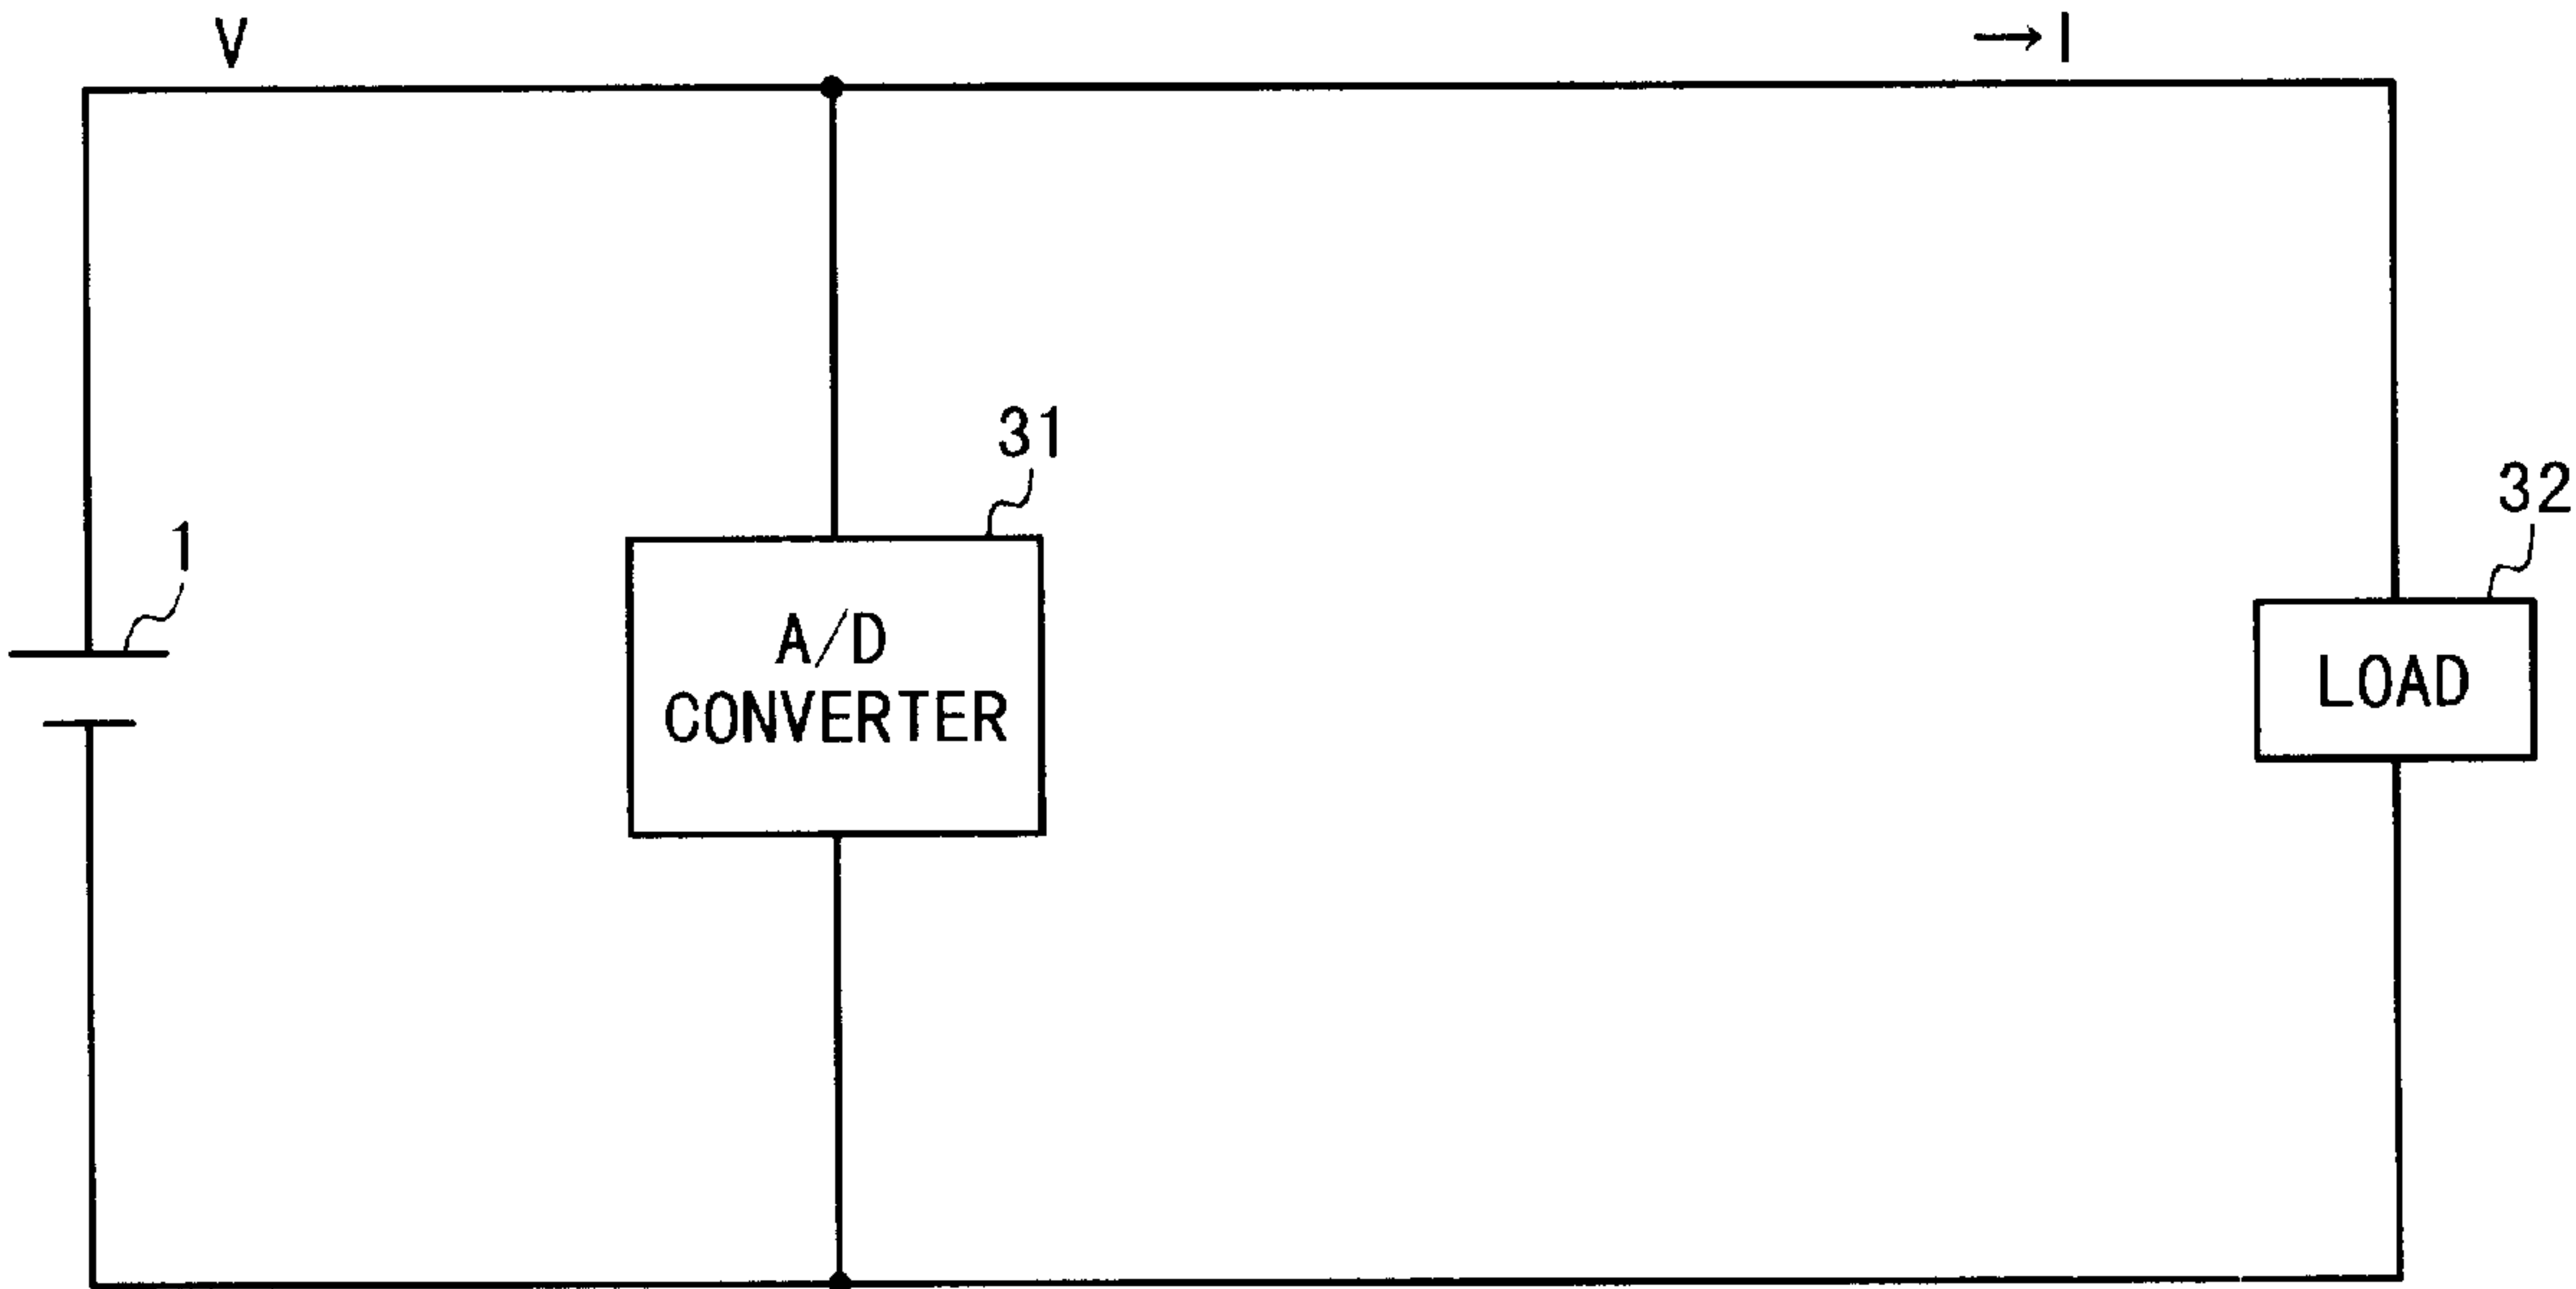 V
→I
31
32
1
A/D
CONVERTER
LOAD